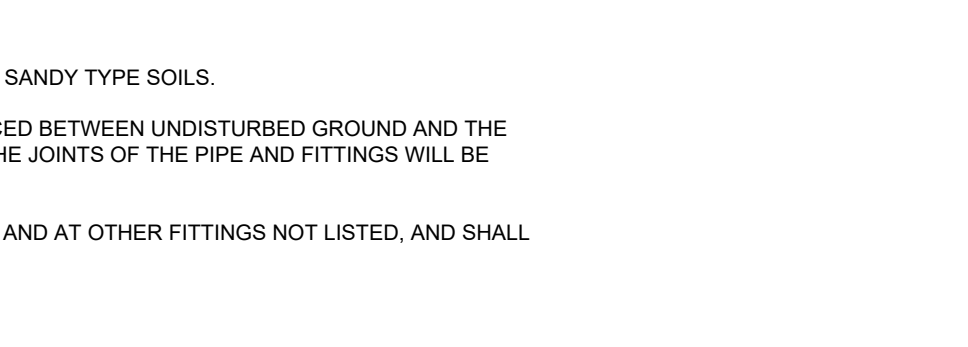 SANDY TYPE SOILS.
CED BETWEEN UNDISTURBED GROUND AND THE
HE JOINTS OF THE PIPE AND FITTINGS WILL BE
AND AT OTHER FITTINGS NOT LISTED, AND SHALL